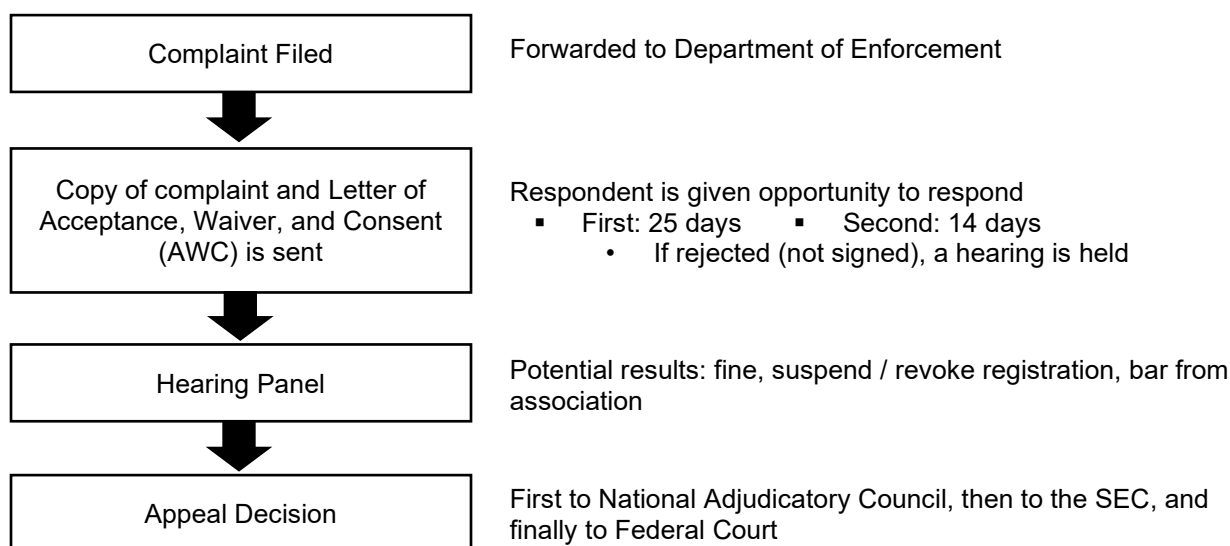 Complaint Filed
Forwarded to Department of Enforcement
Copy of complaint and Letter of
Acceptance, Waiver, and Consent
(AWC) is sent
Respondent is given opportunity to respond
▪ First: 25 days ▪ Second: 14 days
• If rejected (not signed), a hearing is held
Hearing Panel
Potential results: fine, suspend / revoke registration, bar from
association
Appeal Decision
First to National Adjudicatory Council, then to the SEC, and
finally to Federal Court